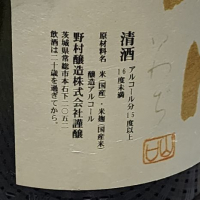 清酒
アルコール分15度以上
16度未満
原材料名 米(国産)・米麹(国産米)
醸造アルコール
野村醸造株式会社謹醸
茨城県常総市本石下二〇五二
飲酒は二十歳を過ぎてから。